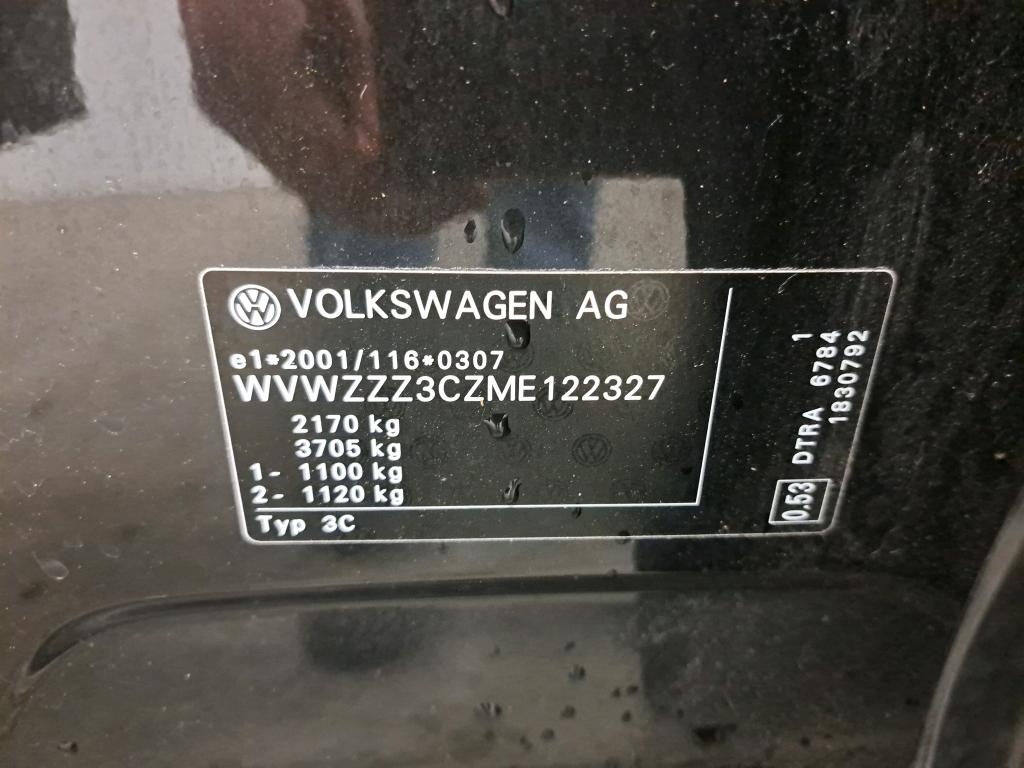 VOLKSWAGEN AG
e1*2001/116*0307
WVWZZZ3CZME122327
2170 kg
3705 kg
1- 1100 kg
2- 1120 kg
Typ 3C
0.53 DTRA 6784 1
1830792